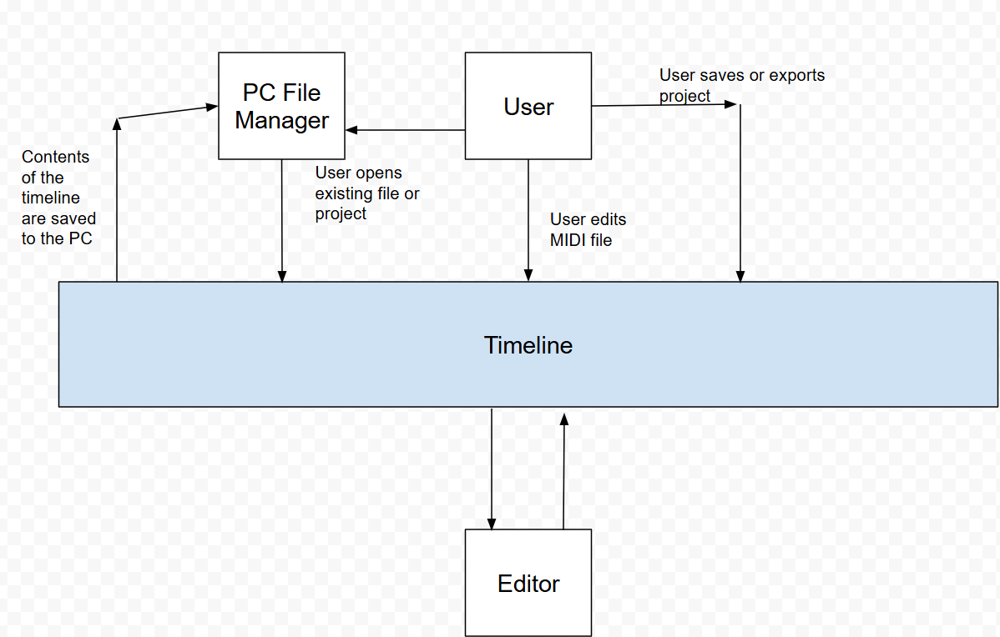 PC File
Manager
User
User saves or exports
project
Contents
of the
timeline
are saved
to the PC
User opens
existing file or
project
User edits
MIDI file
Timeline
Editor